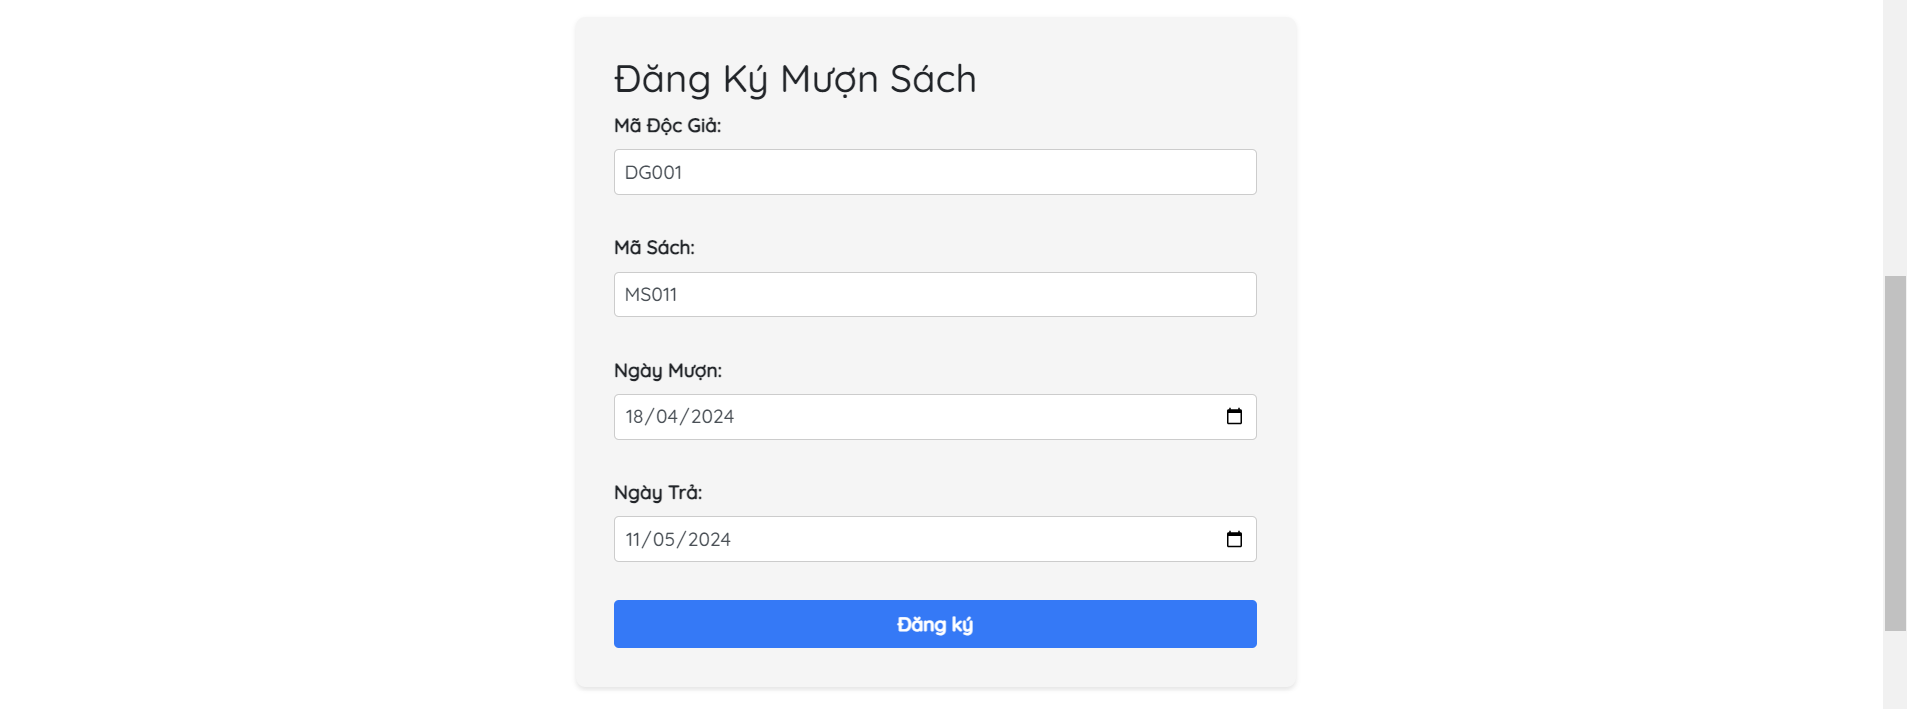 Đăng Ký Mượn Sách
Mã Độc Giả:
DG001
Mã Sách:
MS011
Ngày Mượn:
18/04/2024
Ngày Trả:
11/05/2024
Đăng ký